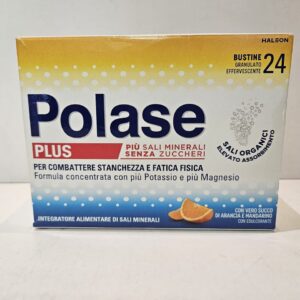 HALEON
BUSTINE
GRANULATO
EFFERVESCENTE
24
Polase
PLUS
PIÙ SALI MINERALI
SENZA ZUCCHERI
SALI ORGANICI
ELEVATO ASSORBIMENTO
PER COMBATTERE STANCHEZZA E FATICA FISICA
Formula concentrata con più Potassio e più Magnesio
INTEGRATORE ALIMENTARE DI SALI MINERALI
CON VERO SUCCO
DI ARANCIA E MANDARINO
CON EDULCORANTE